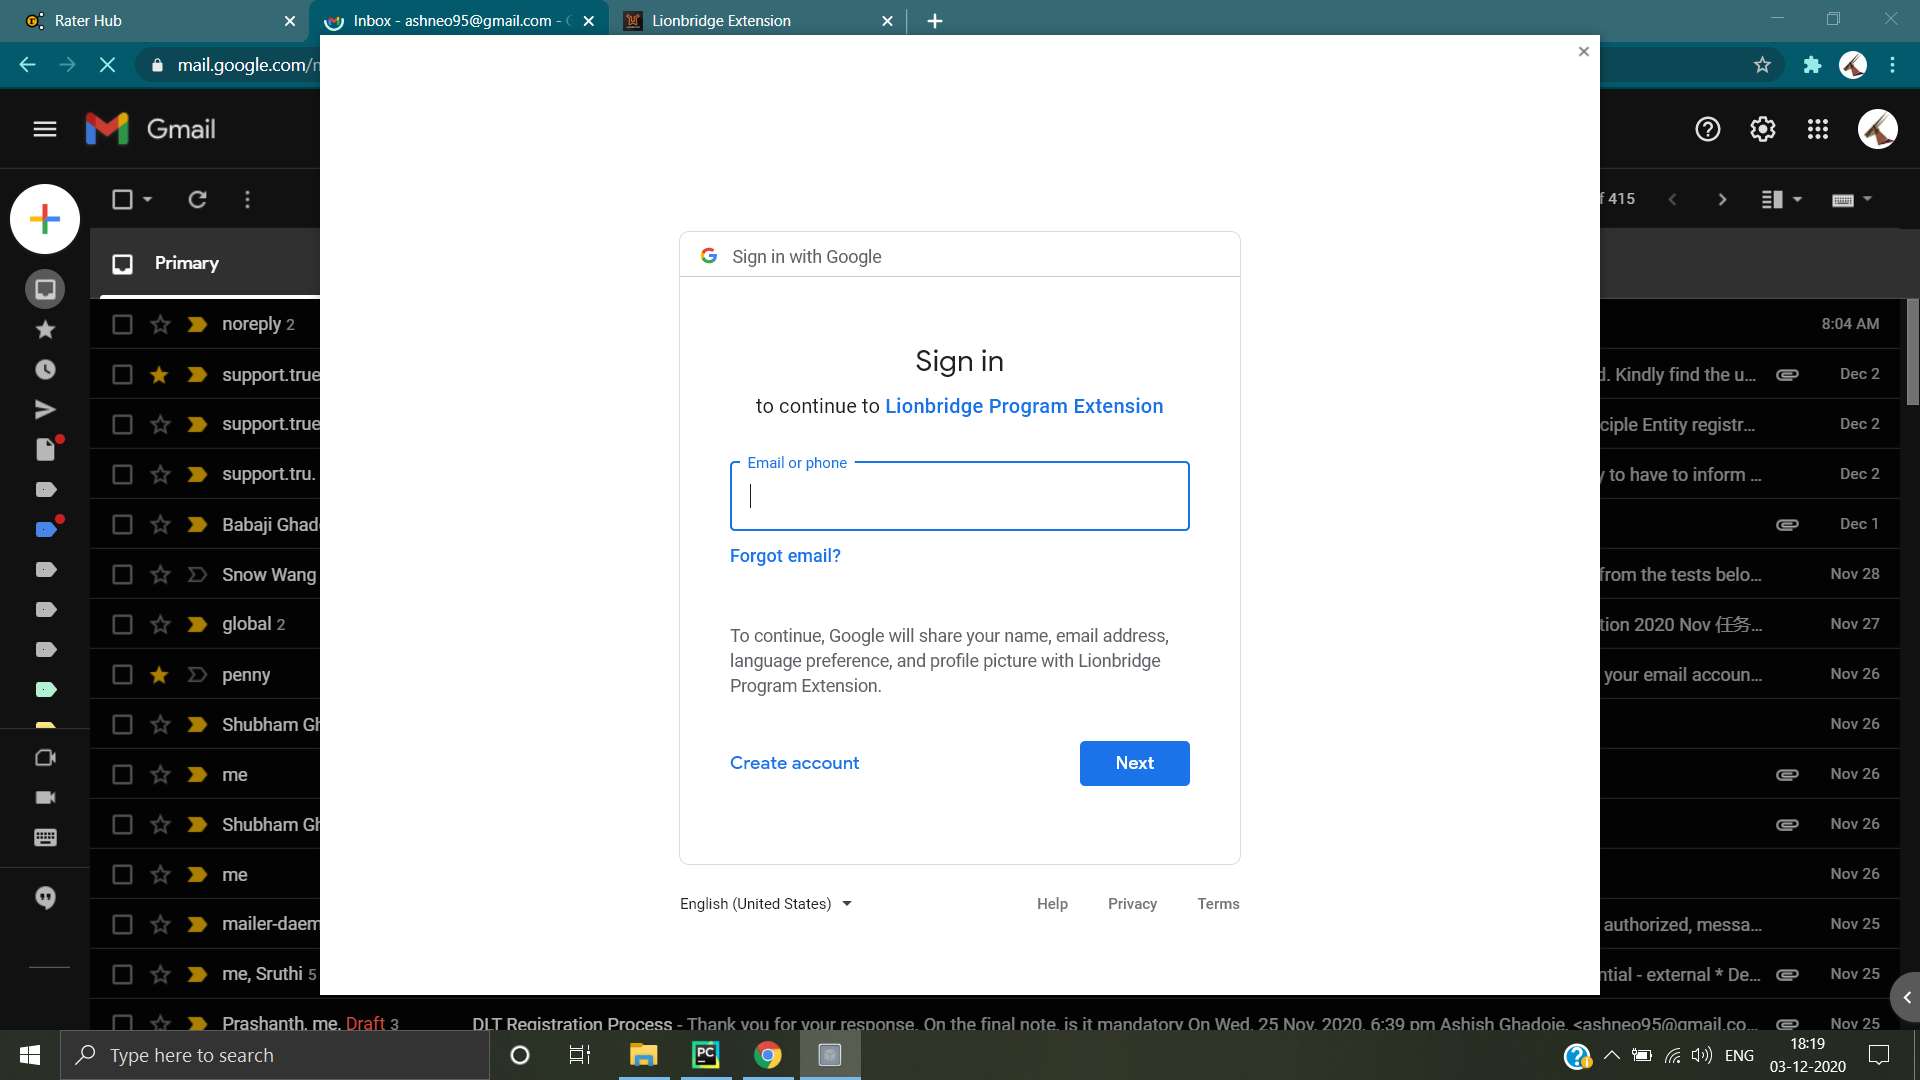 Rater Hub
Inbox - ashneo95@gmail.com -
Lionbridge Extension
mail.google.com/
Gmail
415
Primary
noreply 2
8:04 AM
support.true
. Kindly find the u...
Dec 2
support.true
ciple Entity registr...
Dec 2
support.tru.
to have to inform ...
Dec 2
Babaji Ghad
Dec 1
Snow Wang
from the tests belo...
Nov 28
global 2
tion 2020 Nov 任务...
Nov 27
penny
your email accoun...
Nov 26
Shubham Gh
Nov 26
me
Nov 26
Shubham Gh
Nov 26
me
Nov 26
mailer-daem
authorized, messa...
Nov 25
me, Sruthi 5
ntial - external * De...
Nov 25
Prashanth, me, Draft 3
DLT Registration Process - Thank you for your response. On the final note, is it mandatory On Wed, 25 Nov, 2020, 6:39 pm Ashish Ghadoje, <ashneo95@gmail.co...
Nov 25
Sign in with Google
Sign in
to continue to Lionbridge Program Extension
Email or phone
Forgot email?
To continue, Google will share your name, email address,
language preference, and profile picture with Lionbridge
Program Extension.
Create account
Next
English (United States)
Help
Privacy
Terms
Type here to search
PC
ENG
18:19
03-12-2020